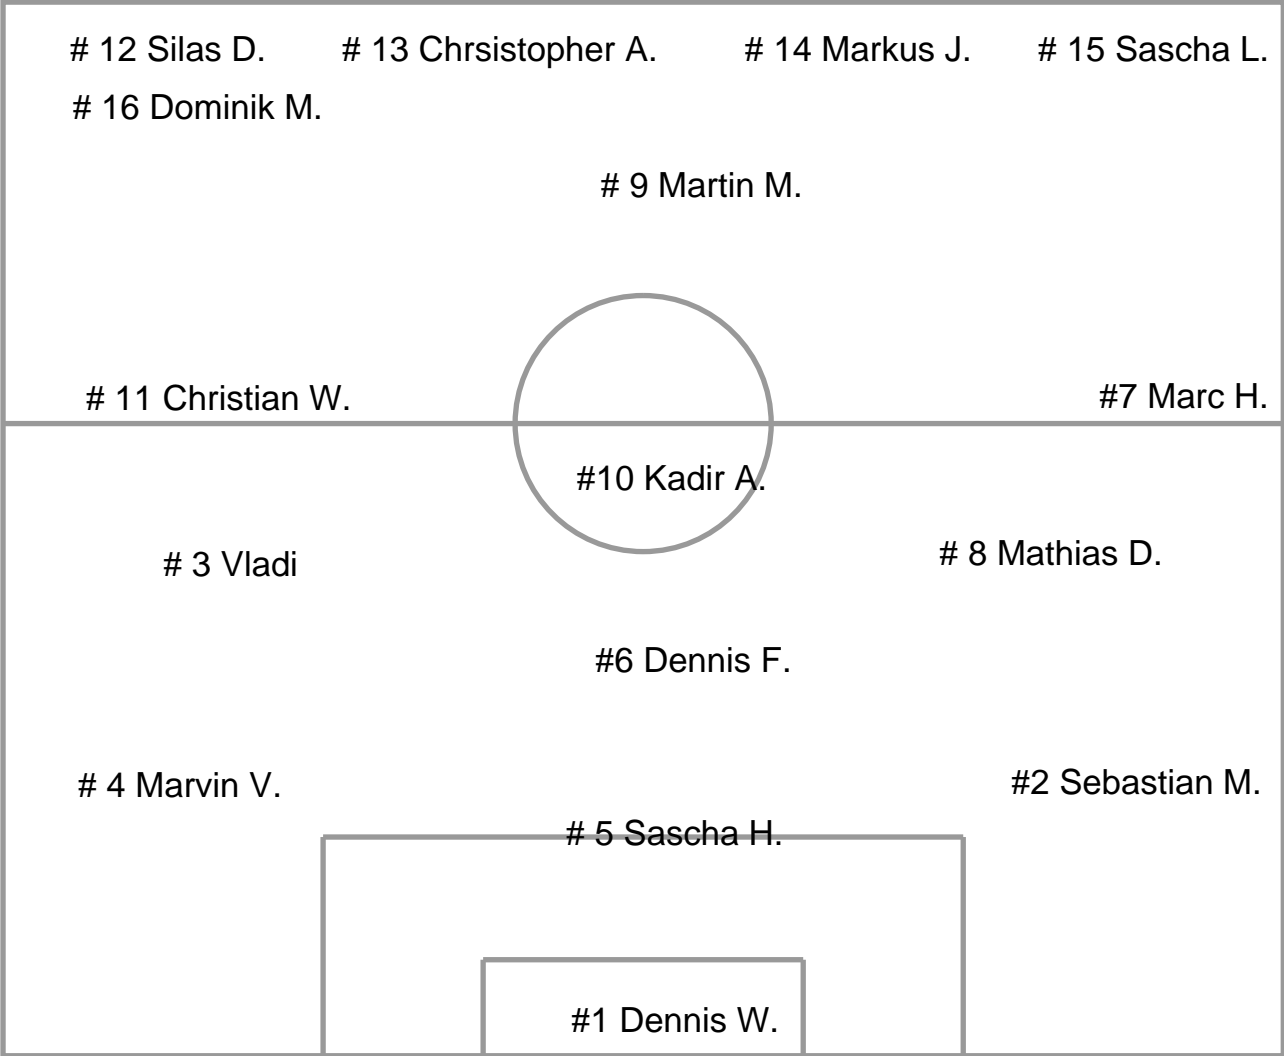 # 12 Silas D. # 13 Chrsistopher A. # 14 Markus J. # 15 Sascha L.
# 16 Dominik M.
# 9 Martin M.
# 11 Christian W. #7 Marc H.
#10 Kadir A.
# 3 Vladi # 8 Mathias D.
#6 Dennis F.
# 4 Marvin V. #2 Sebastian M.
# 5 Sascha H.
#1 Dennis W.